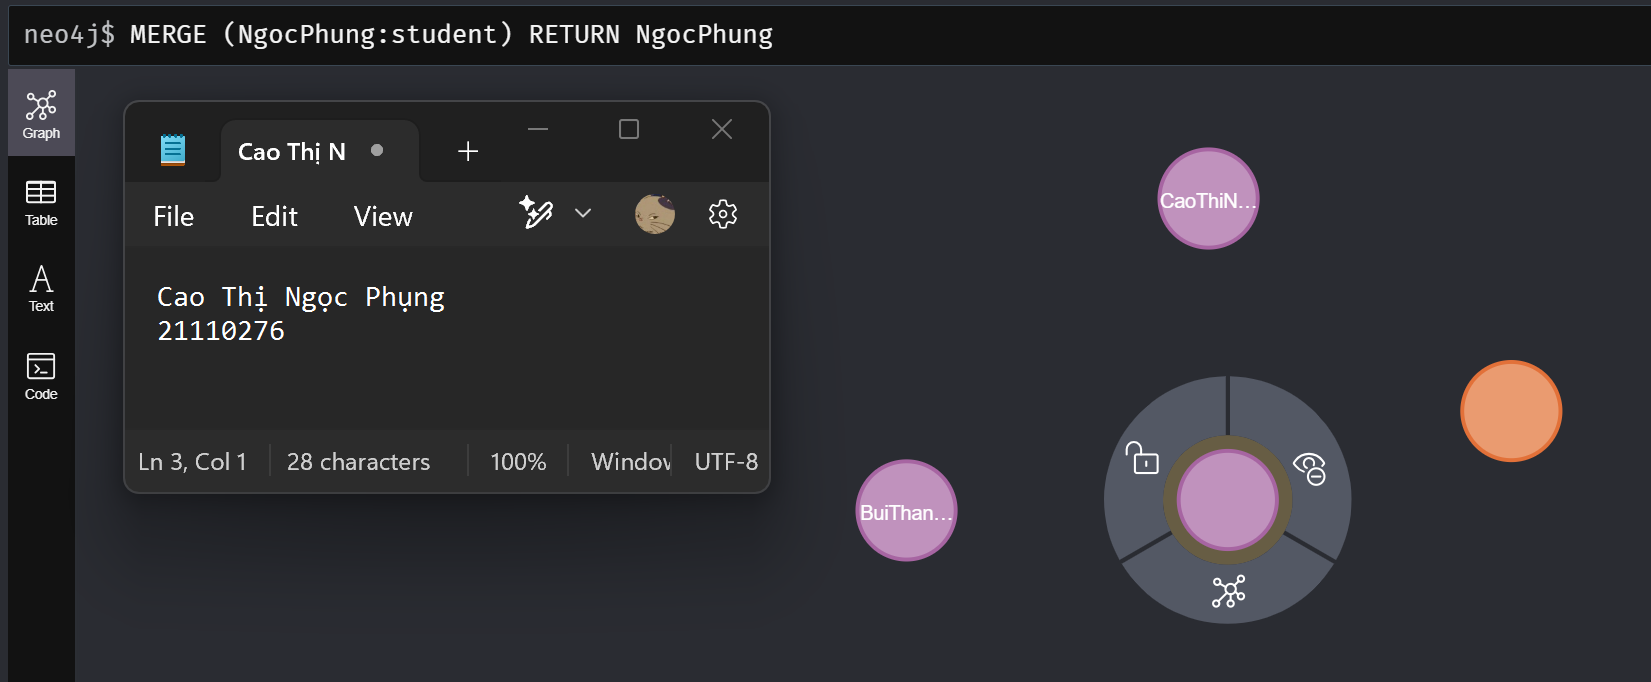 neo4j$ MERGE (NgocPhung:student) RETURN NgocPhung
Graph
Table
Text
Code
Cao Thị N
File Edit View
Cao Thị Ngọc Phụng
21110276
Ln 3, Col 1 28 characters 100% Window UTF-8
CaoThiN...
BuiThan...